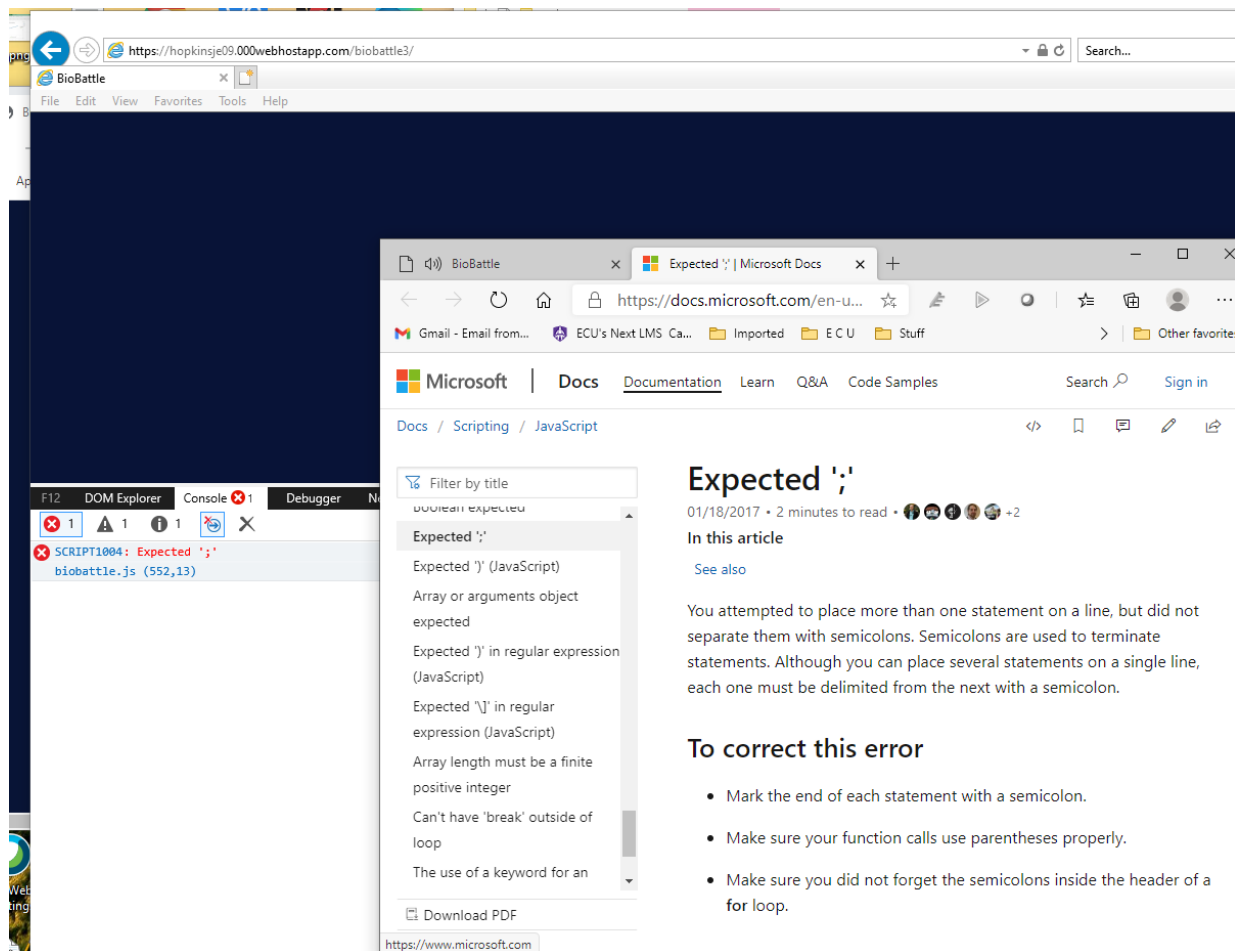 png
https://hopkinsje09.000webhostapp.com/biobattle3/
Search...
BioBattle
File Edit View Favorites Tools Help
B
Ap
BioBattle
Expected ';' | Microsoft Docs
https://docs.microsoft.com/en-u...
Gmail - Email from...
ECU's Next LMS Ca...
Imported
E C U
Stuff
Other favorites
Microsoft
Docs
Documentation Learn Q&A Code Samples
Search
Sign in
Docs / Scripting / JavaScript
Filter by title
boolean expected
Expected ';'
Expected ')' (JavaScript)
Array or arguments object
expected
Expected ')' in regular expression
(JavaScript)
Expected '\]' in regular
expression (JavaScript)
Array length must be a finite
positive integer
Can't have 'break' outside of
loop
The use of a keyword for an
Download PDF
https://www.microsoft.com
Expected ';'
01/18/2017 • 2 minutes to read • +2
In this article
See also
You attempted to place more than one statement on a line, but did not
separate them with semicolons. Semicolons are used to terminate
statements. Although you can place several statements on a single line,
each one must be delimited from the next with a semicolon.
To correct this error
• Mark the end of each statement with a semicolon.
• Make sure your function calls use parentheses properly.
• Make sure you did not forget the semicolons inside the header of a
for loop.
F12 DOM Explorer Console 1 Debugger Ne
1 1 1
SCRIPT1004: Expected ';'
biobattle.js (552,13)
Web
ting